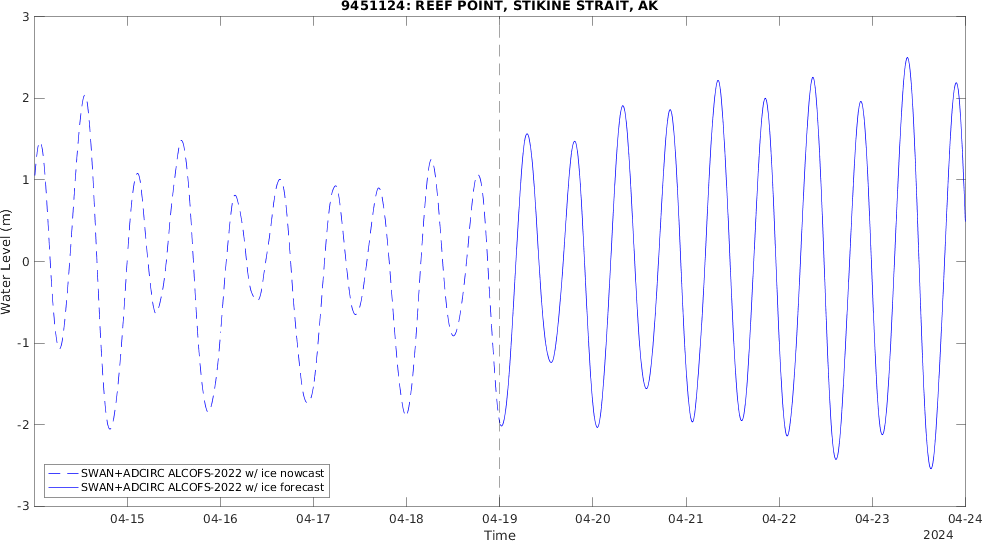 9451124: REEF POINT, STIKINE STRAIT, AK
3
2
1
0
-1
-2
-3
Water Level (m)
SWAN+ADCIRC ALCOFS-2022 w/ ice nowcast
SWAN+ADCIRC ALCOFS-2022 w/ ice forecast
04-15 04-16 04-17 04-18 04-19 04-20 04-21 04-22 04-23 04-24
Time
2024